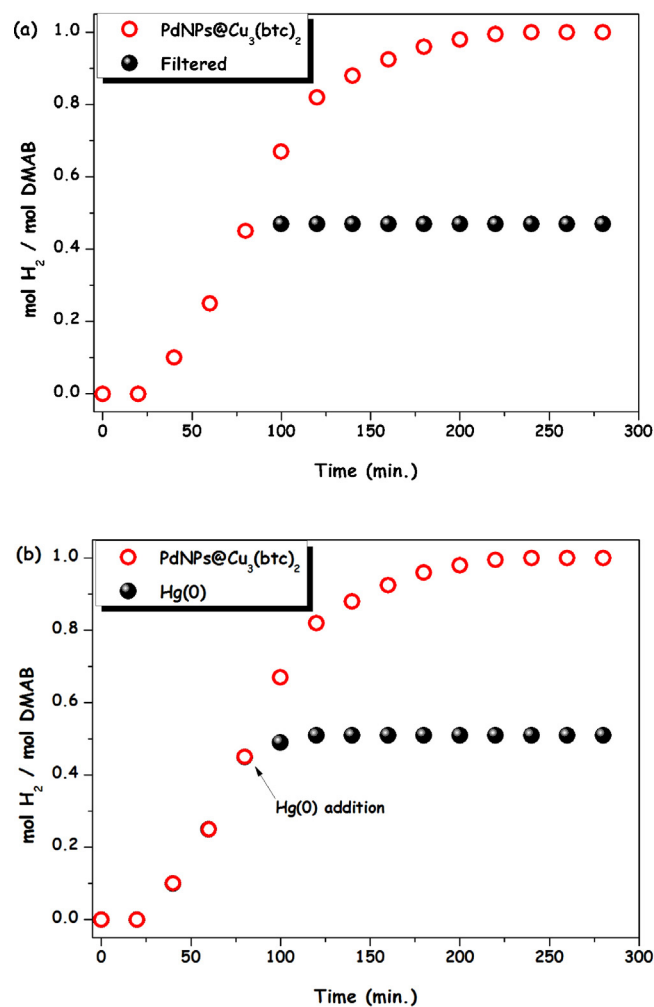 (a)
PdNPs@Cu₃(btc)₂
Filtered
mol H₂ / mol DMAB
1.0
0.8
0.6
0.4
0.2
0.0
0 50 100 150 200 250 300
Time (min.)
(b)
PdNPs@Cu₃(btc)₂
Hg(0)
mol H₂ / mol DMAB
1.0
0.8
0.6
0.4
0.2
0.0
Hg(0) addition
0 50 100 150 200 250 300
Time (min.)